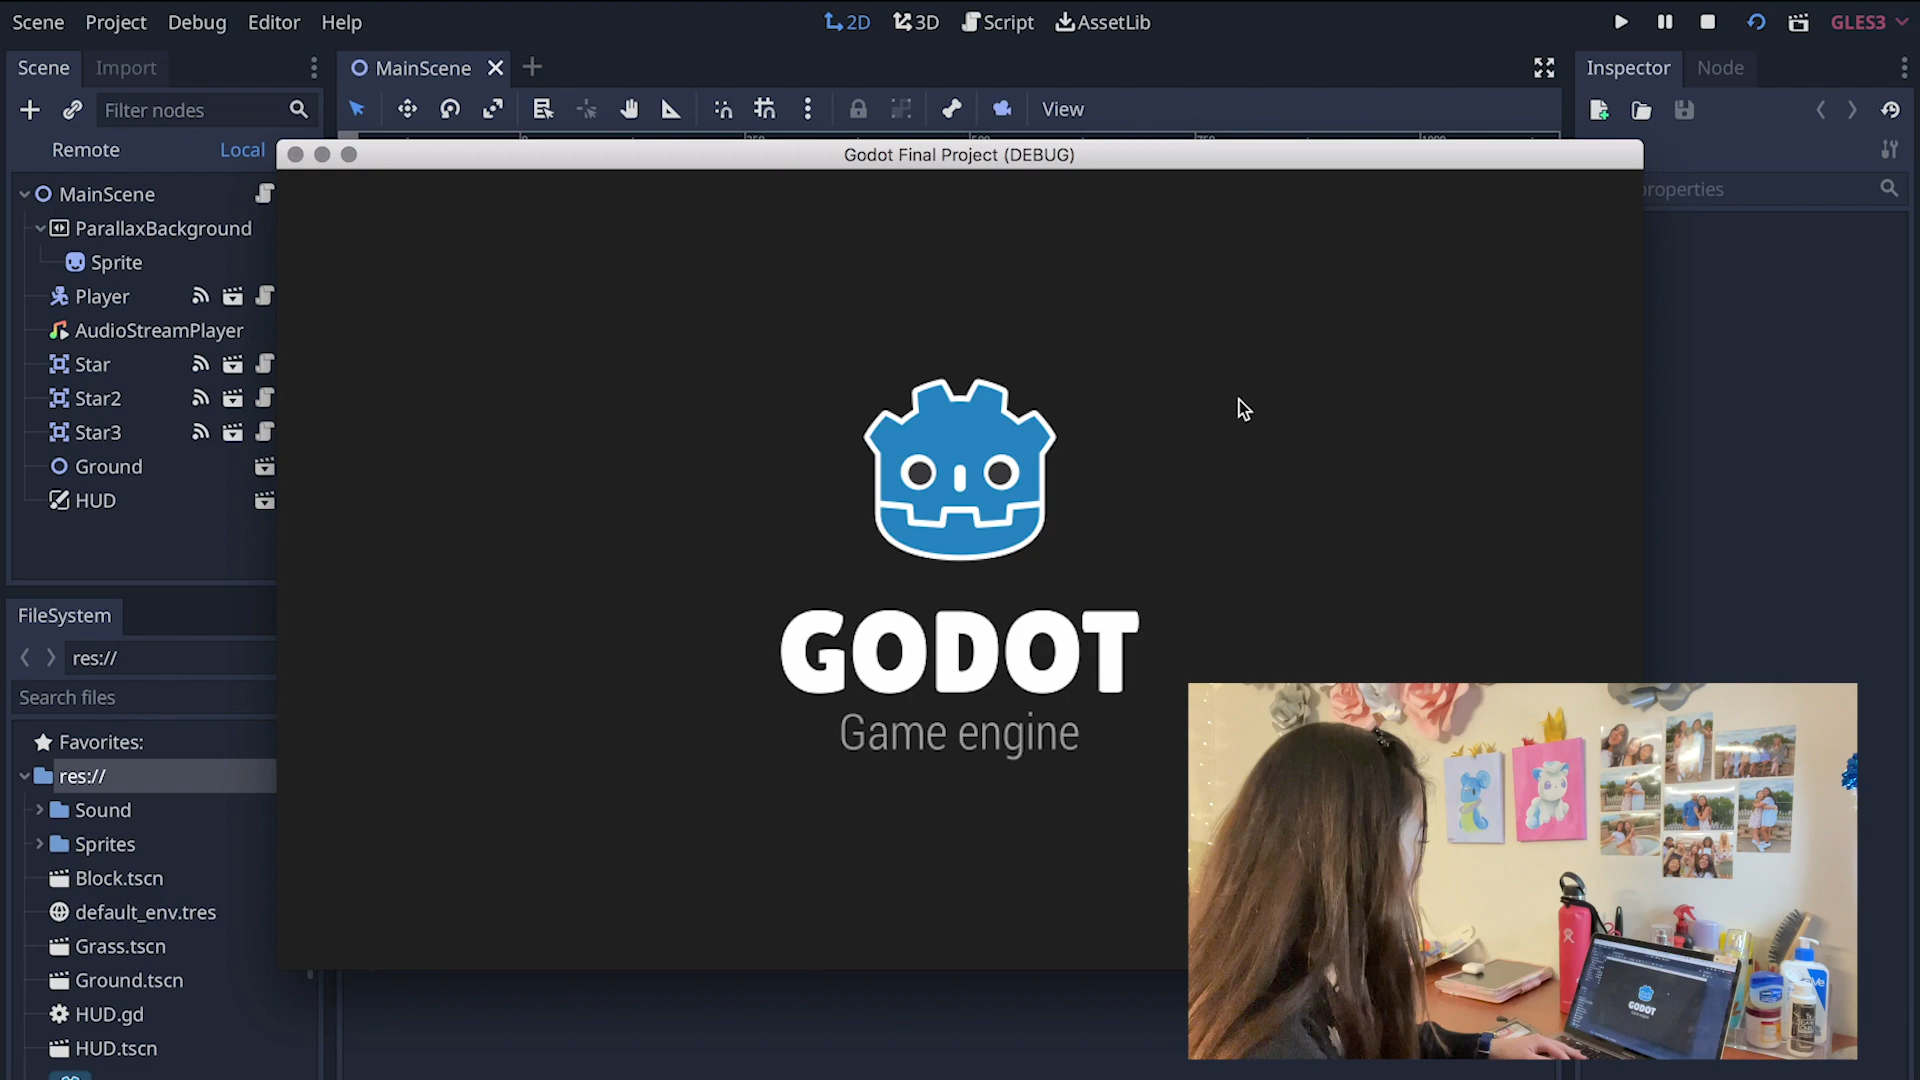 Scene Project Debug Editor Help
2D 3D Script AssetLib
GLES3
Scene Import
MainScene
Inspector Node
Filter nodes
View
Remote Local
Godot Final Project (DEBUG)
properties
MainScene
ParallaxBackground
Sprite
Player
AudioStreamPlayer
Star
Star2
Star3
Ground
HUD
GODOT
Game engine
FileSystem
res://
Search files
Favorites:
res://
Sound
Sprites
Block.tscn
default_env.tres
Grass.tscn
Ground.tscn
HUD.gd
HUD.tscn
GODOT